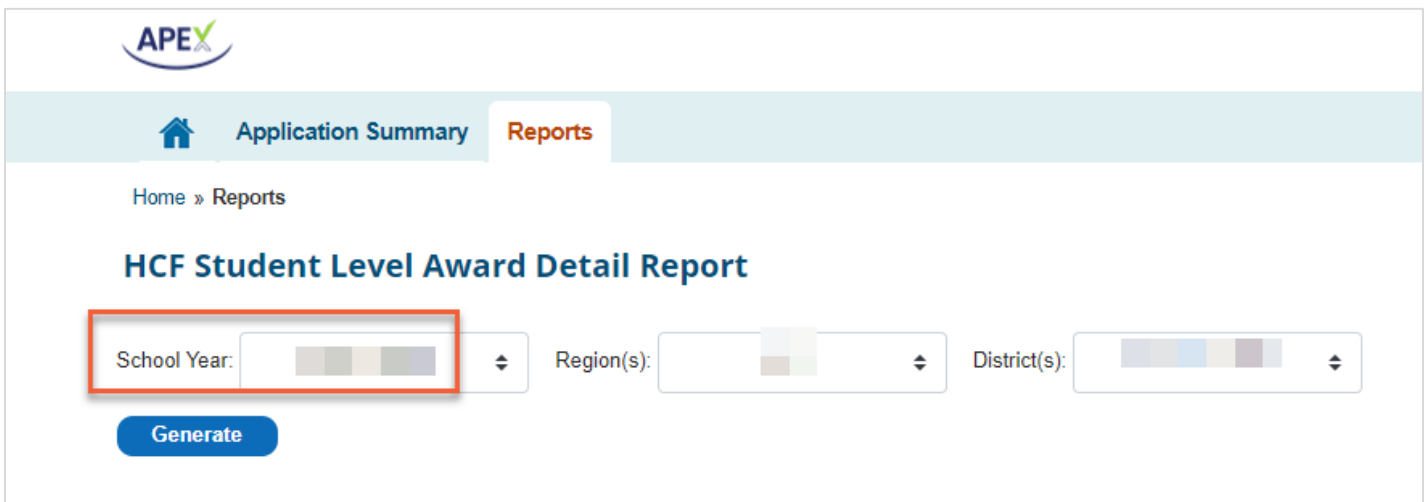 APEX
Application Summary Reports
Home » Reports
HCF Student Level Award Detail Report
School Year: Region(s): District(s):
Generate